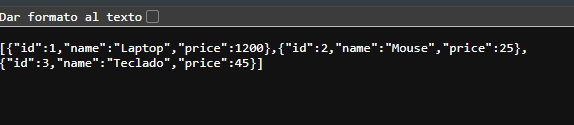 Dar formato al texto
[{"id":1,"name":"Laptop","price":1200},{"id":2,"name":"Mouse","price":25},
{"id":3,"name":"Teclado","price":45}]